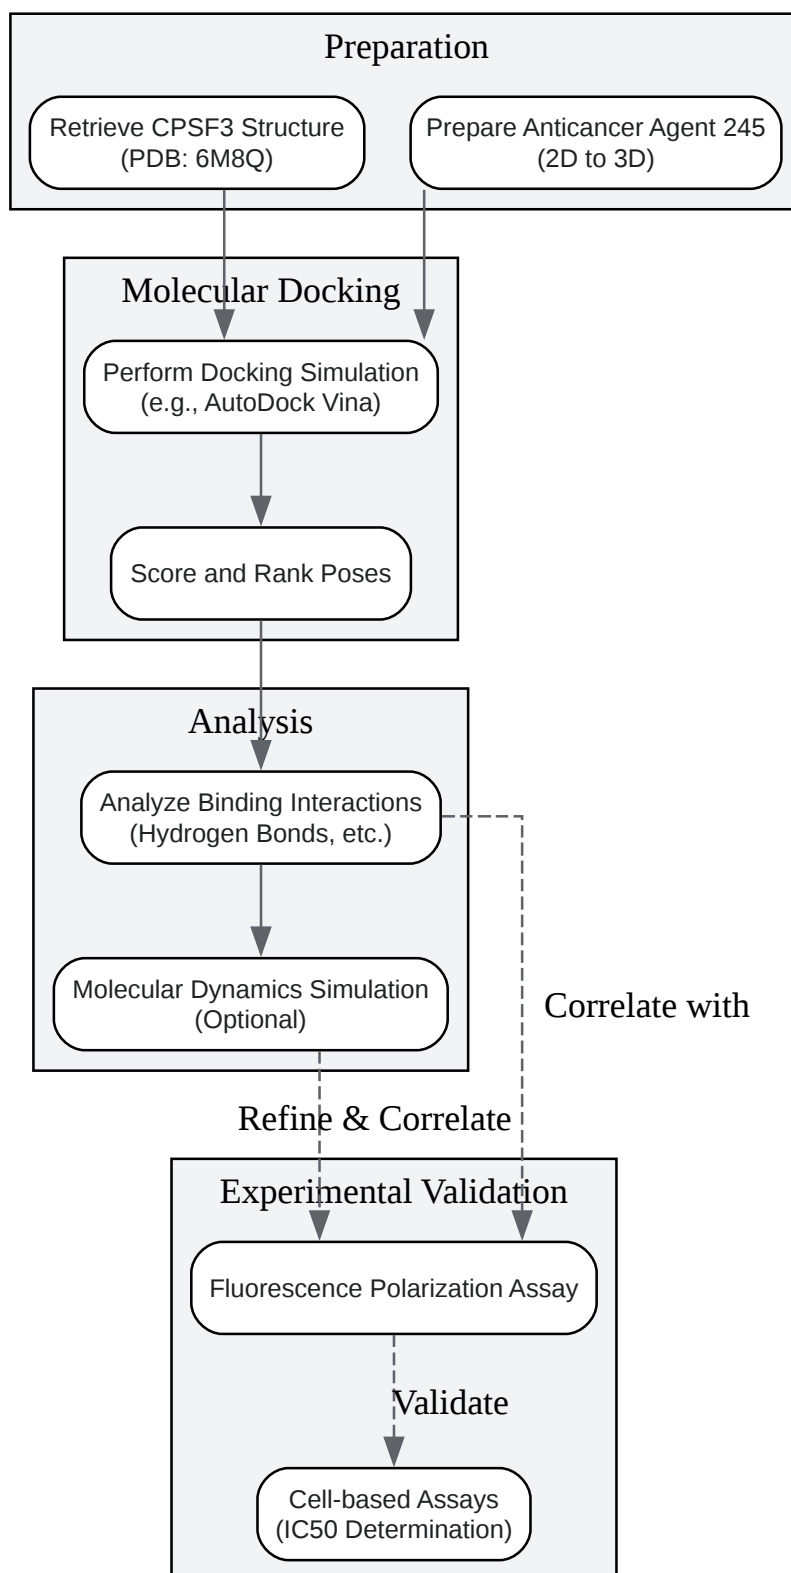 Preparation
Retrieve CPSF3 Structure
(PDB: 6M8Q)
Prepare Anticancer Agent 245
(2D to 3D)
Molecular Docking
Perform Docking Simulation
(e.g., AutoDock Vina)
Score and Rank Poses
Analysis
Analyze Binding Interactions
(Hydrogen Bonds, etc.)
Molecular Dynamics Simulation
(Optional)
Correlate with
Refine & Correlate
Experimental Validation
Fluorescence Polarization Assay
Validate
Cell-based Assays
(IC50 Determination)